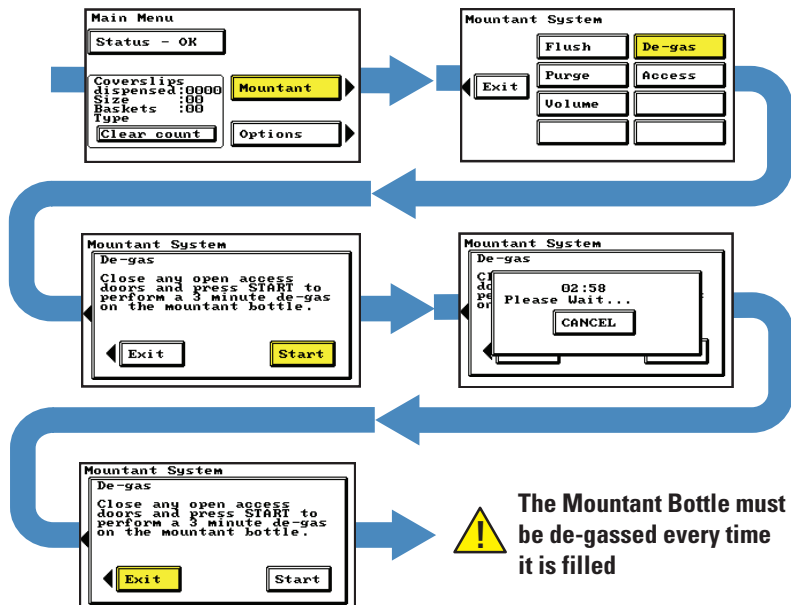 Main Menu
Status - OK
Coverslips
dispensed:0000
Size :00
Baskets :00
Type
Clear count
Mountant
Options
Mountant System
Flush
De-gas
Exit
Purge
Access
Volume
Mountant System
De-gas
Close any open access
doors and press START to
perform a 3 minute de-gas
on the mountant bottle.
Exit
Start
Mountant System
De-gas
Cl
do
pe
on
02:58
Please Wait...
CANCEL
Mountant System
De-gas
Close any open access
doors and press START to
perform a 3 minute de-gas
on the mountant bottle.
Exit
Start
!
The Mountant Bottle must
be de-gassed every time
it is filled